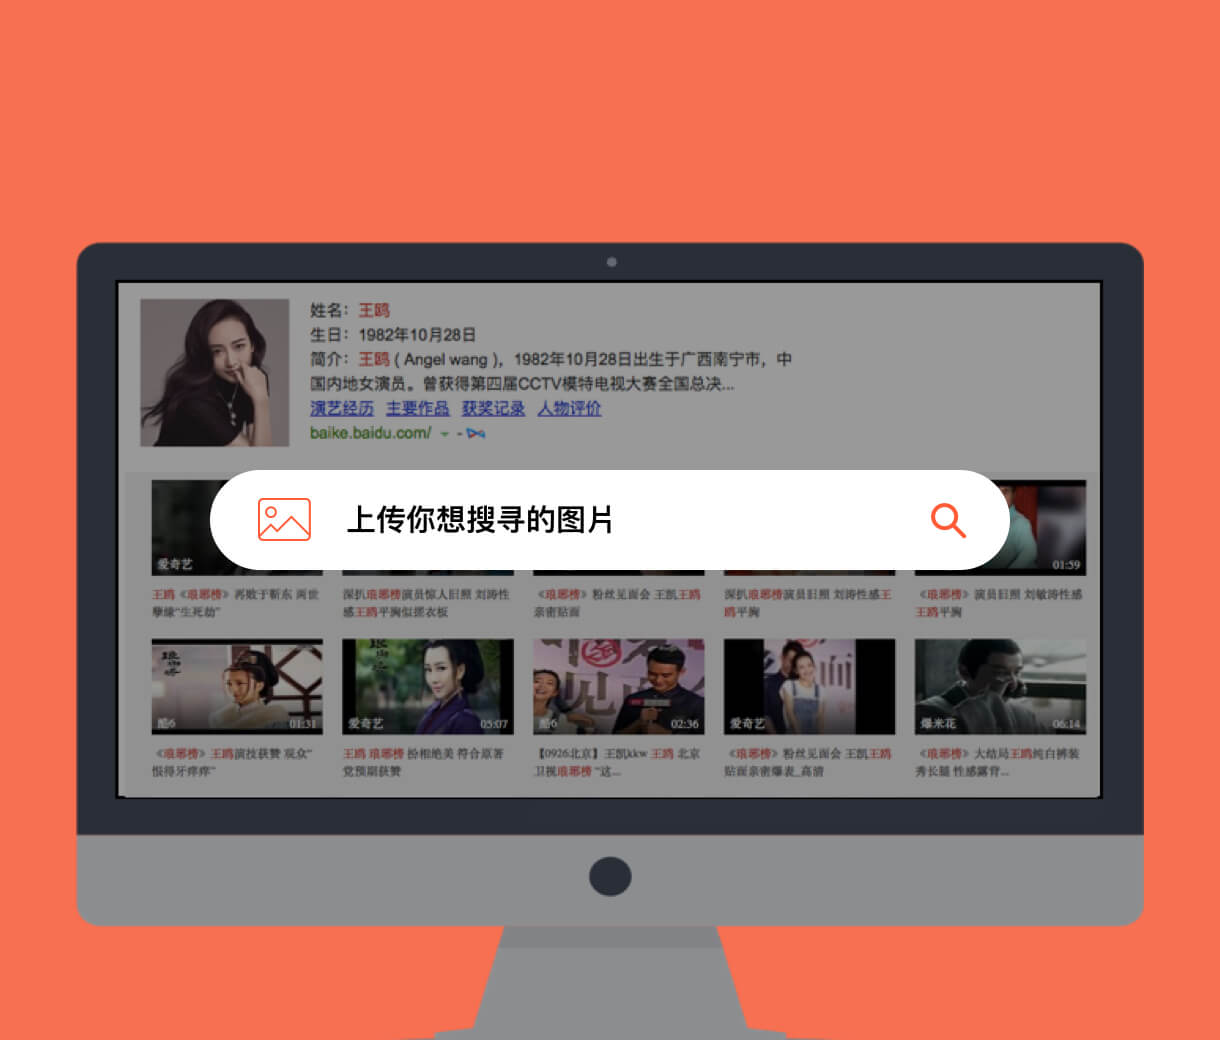 姓名：王鸥
生日：1982年10月28日
简介：王鸥 ( Angel wang )，1982年10月28日出生于广西南宁市，中
国内地女演员。曾获得第四届CCTV模特电视大赛全国总决...
演艺经历 主要作品 获奖记录 人物评价
baike.baidu.com/ -
上传你想搜寻的图片
爱奇艺
01:59
王鸥《琅琊榜》再败于靳东 两世
孽缘“生死劫”
深扒琅琊榜演员惊人旧照 刘涛性
感王鸥平胸似搓衣板
《琅琊榜》粉丝见面会 王凯王鸥
亲密贴面
深扒琅琊榜演员旧照 刘涛性感王
鸥平胸
《琅琊榜》演员旧照 刘敏涛性感
王鸥平胸
琅琊榜
酷6
01:31
琅琊榜
爱奇艺
05:07
见
酷6
02:36
面
爱奇艺
爆米花
06:14
《琅琊榜》王鸥演技获赞 观众“
恨得牙痒痒”
王鸥 琅琊榜 扮相绝美 符合原著
党预期获赞
【0926北京】王凯kkw 王鸥 北京
卫视琅琊榜 “这...
《琅琊榜》粉丝见面会 王凯王鸥
贴面亲密爆表_高清
《琅琊榜》大结局王鸥纯白裤装
秀长腿 性感露背...